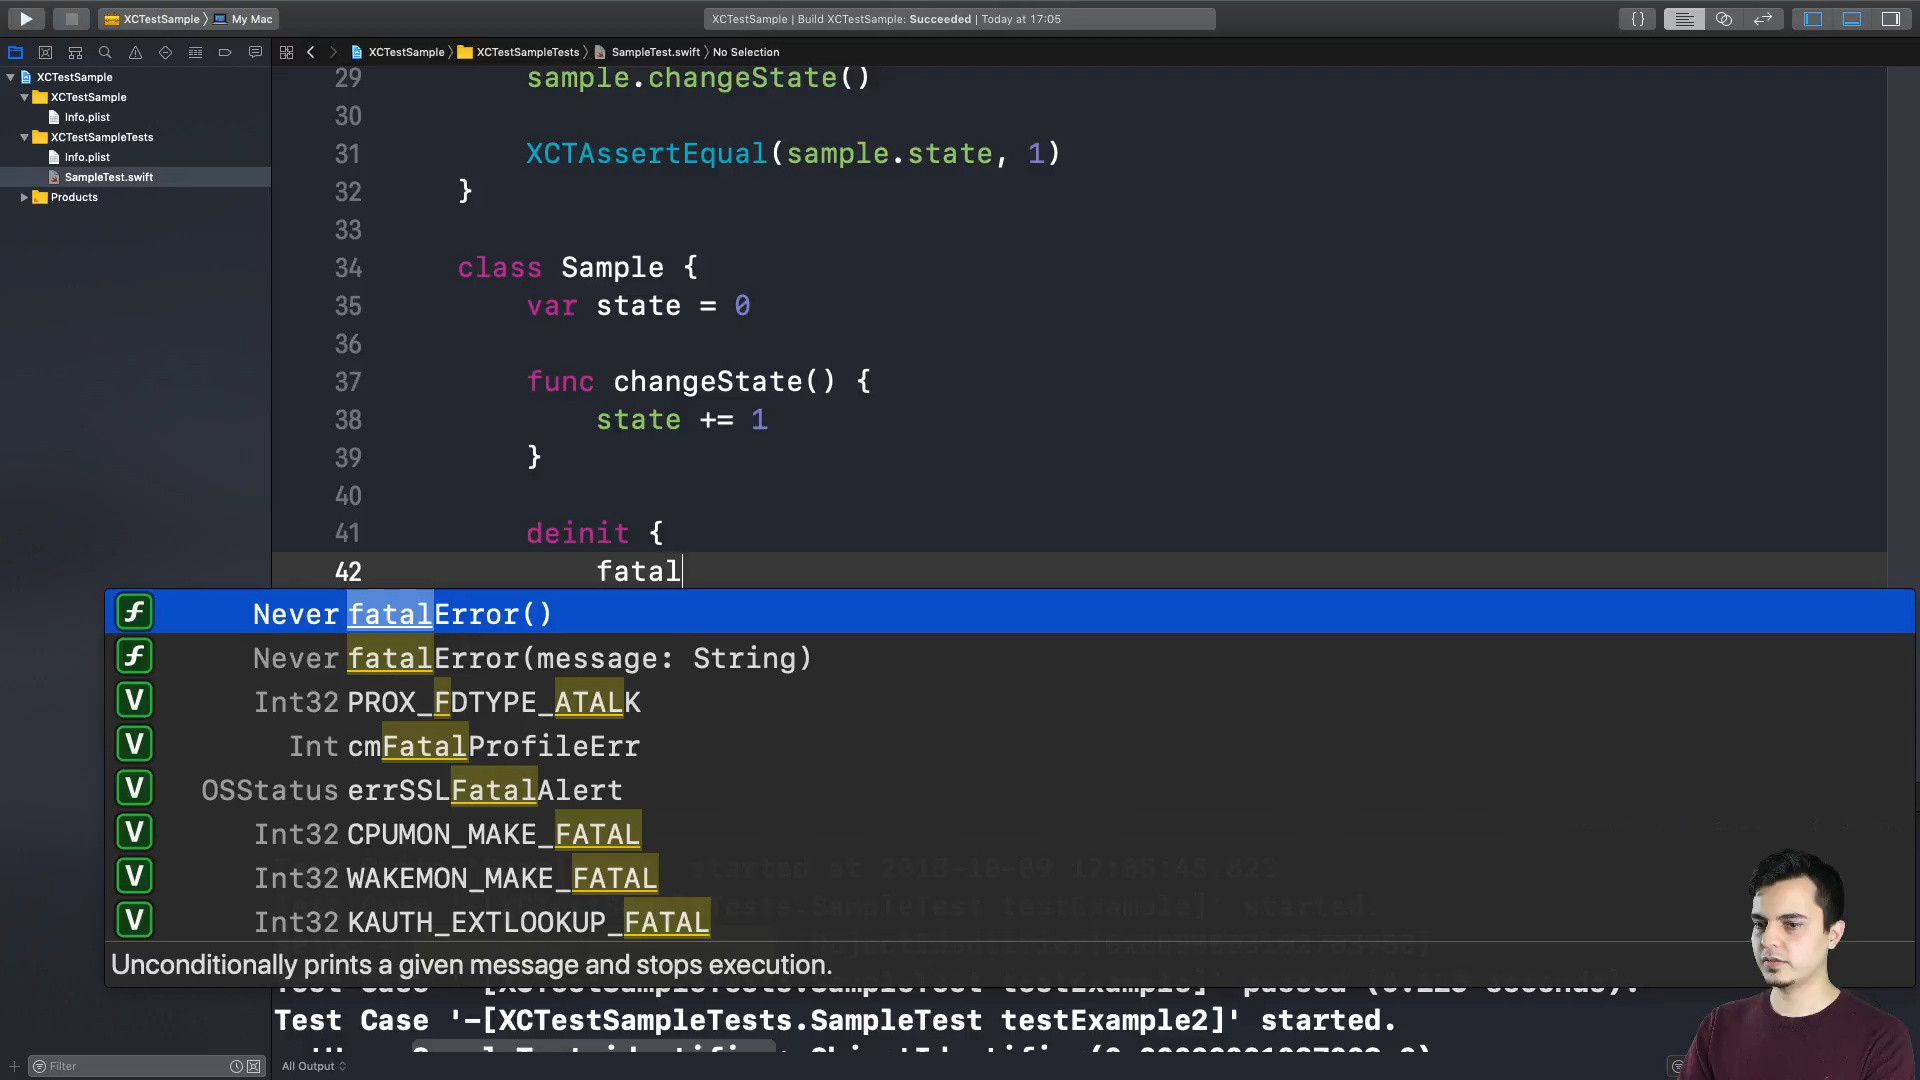 XCTestSample
My Mac
XCTestSample | Build XCTestSample: Succeeded | Today at 17:05
{}
XCTestSample
XCTestSampleTests
SampleTest.swift
No Selection
XCTestSample
XCTestSample
Info.plist
XCTestSampleTests
Info.plist
SampleTest.swift
Products
29 sample.changeState()
30
31 XCTAssertEqual(sample.state, 1)
32 }
33
34 class Sample {
35 var state = 0
36
37 func changeState() {
38 state += 1
39 }
40
41 deinit {
42 fatal
f Never fatalError()
f Never fatalError(message: String)
V Int32 PROX_FDTYPE_ATALK
V Int cmFatalProfileErr
V OSStatus errSSLFatalAlert
V Int32 CPUMON_MAKE_FATAL
V Int32 WAKEMON_MAKE_FATAL
V Int32 KAUTH_EXTLOOKUP_FATAL
Unconditionally prints a given message and stops execution.
Test Case '-[XCTestSampleTests.SampleTest testExample2]' started.
Filter
All Output